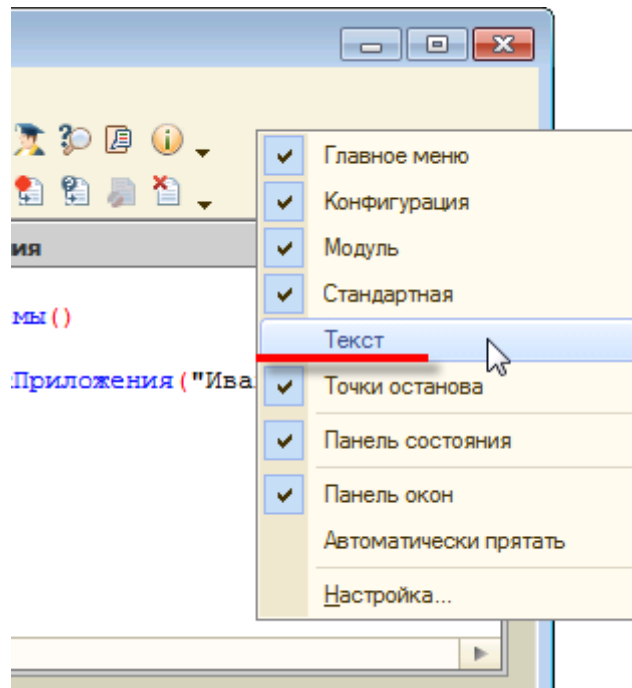 Главное меню
Конфигурация
ия
Модуль
Стандартная
мы()
Текст
Приложения("Ива
Точки останова
Панель состояния
Панель окон
Автоматически прятать
Настройка...